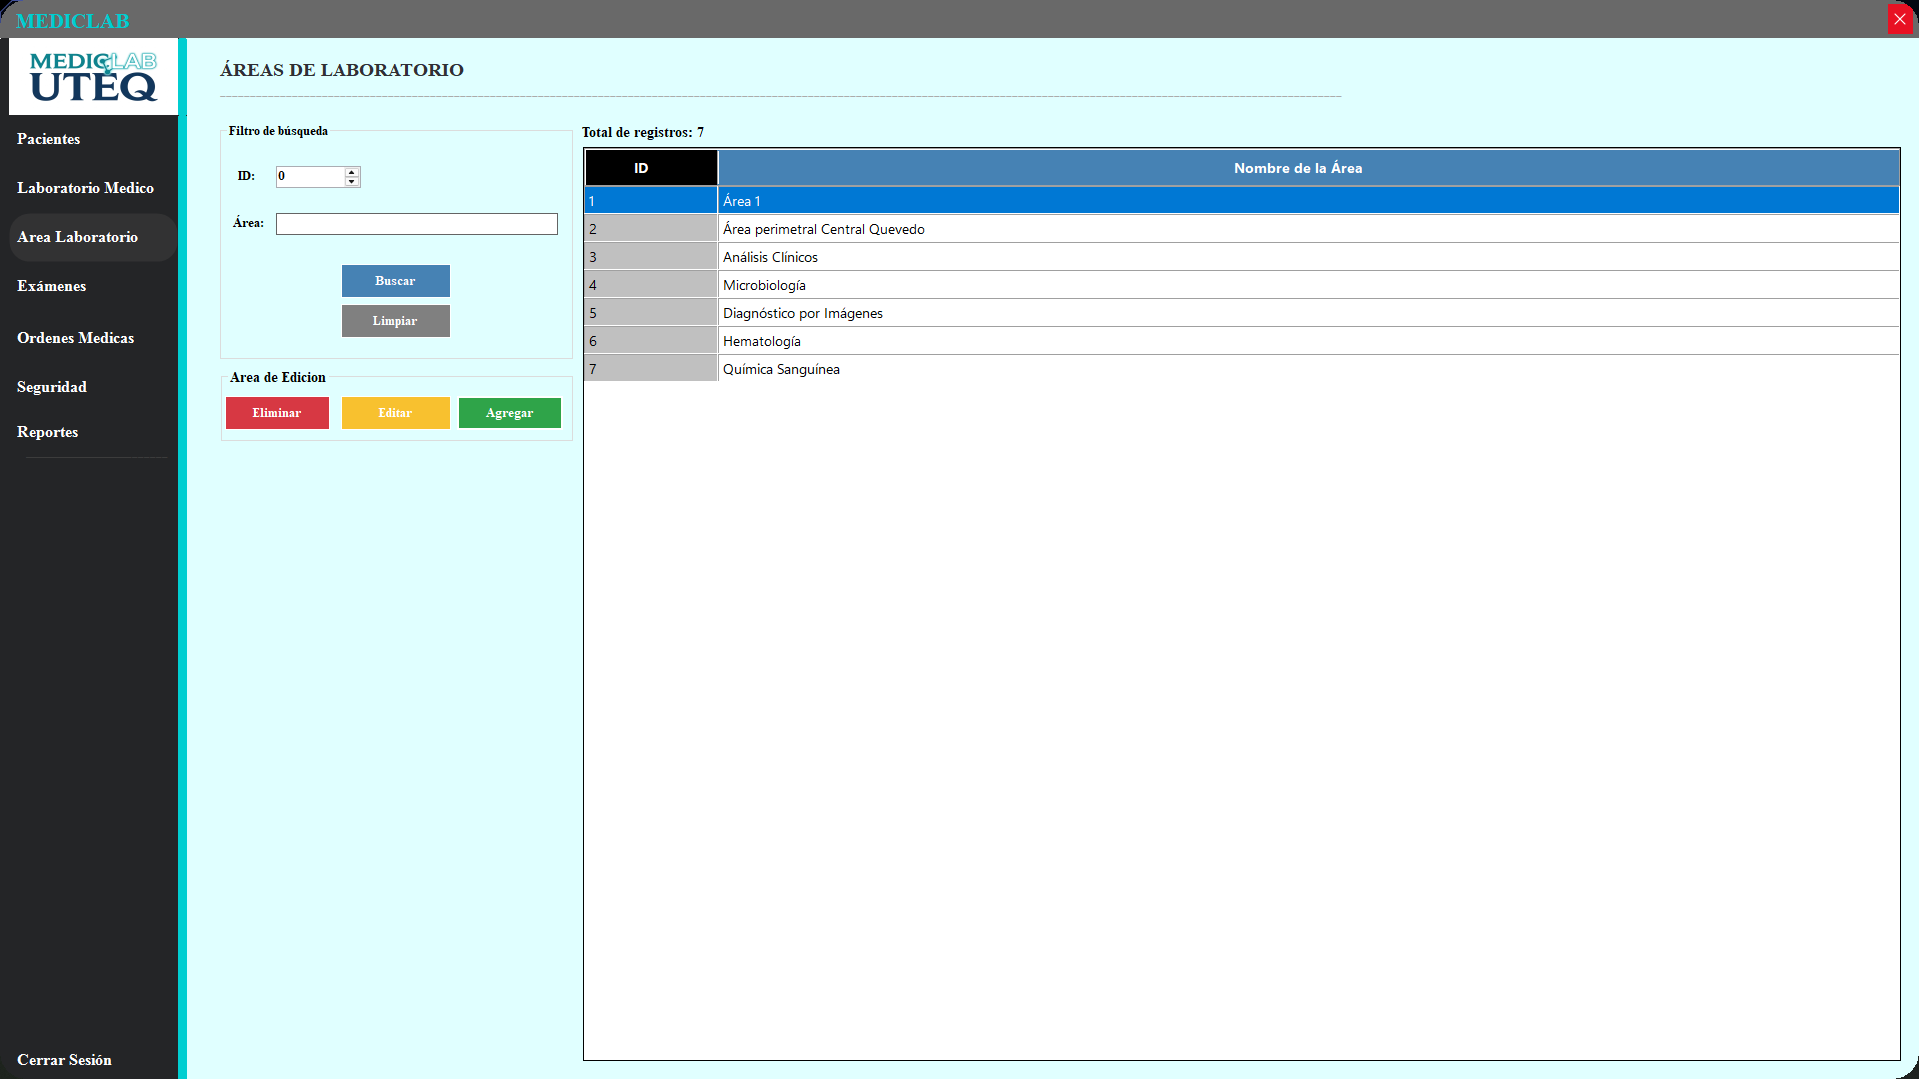 MEDICLAB
MEDICLAB
UTEQ
Pacientes
Laboratorio Medico
Area Laboratorio
Exámenes
Ordenes Medicas
Seguridad
Reportes
Cerrar Sesión
ÁREAS DE LABORATORIO
Filtro de búsqueda
ID: 0
Área:
Buscar
Limpiar
Area de Edicion
Eliminar Editar Agregar
Total de registros: 7
ID Nombre de la Área
1 Área 1
2 Área perimetral Central Quevedo
3 Análisis Clínicos
4 Microbiología
5 Diagnóstico por Imágenes
6 Hematología
7 Química Sanguínea